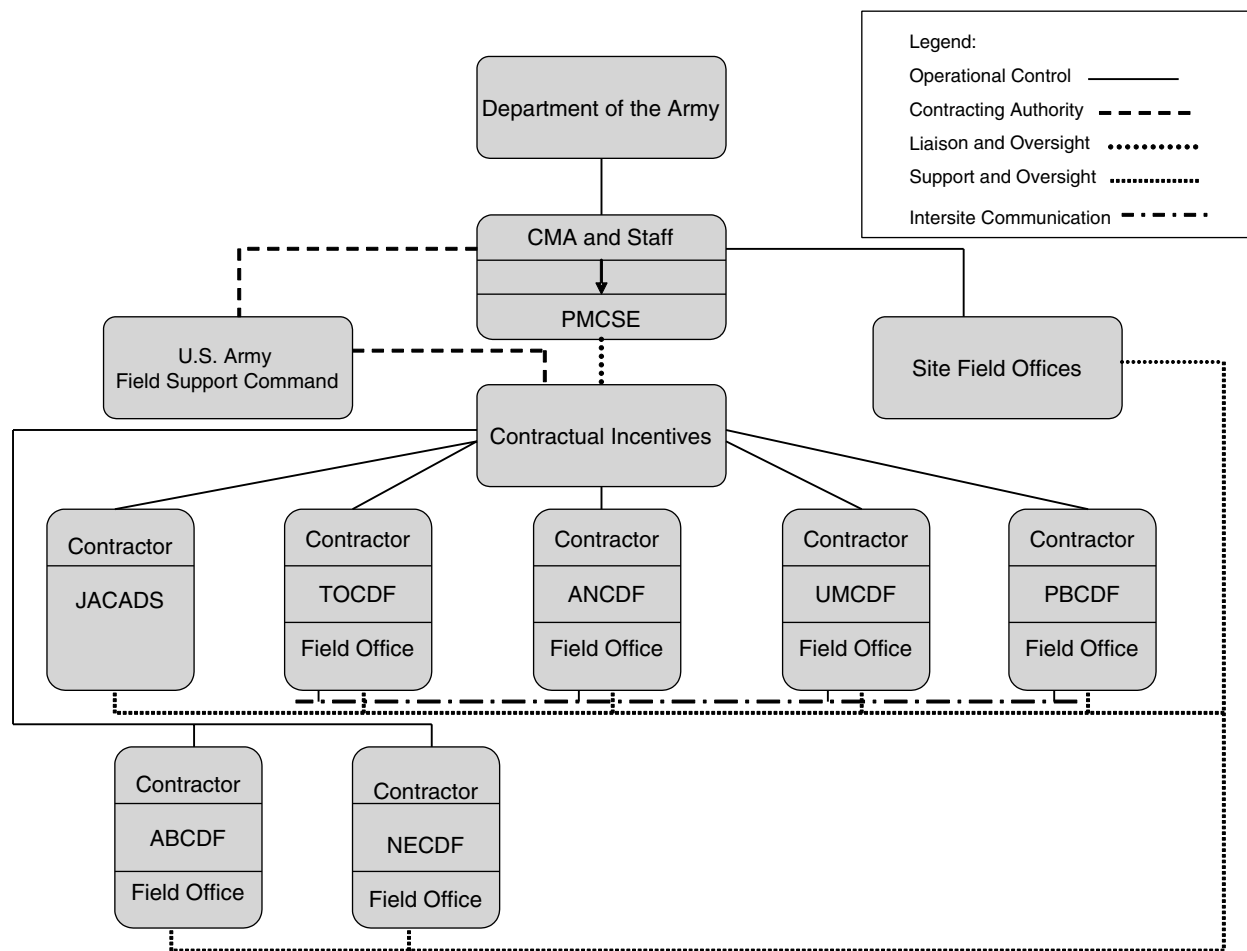 Legend:
Operational Control
Contracting Authority
Liaison and Oversight
Support and Oversight
Intersite Communication
Department of the Army
CMA and Staff
PMCSE
U.S. Army
Field Support Command
Site Field Offices
Contractual Incentives
Contractor
JACADS
Contractor
TOCDF
Field Office
Contractor
ANCDF
Field Office
Contractor
UMCDF
Field Office
Contractor
PBCDF
Field Office
Contractor
ABCDF
Field Office
Contractor
NECDF
Field Office